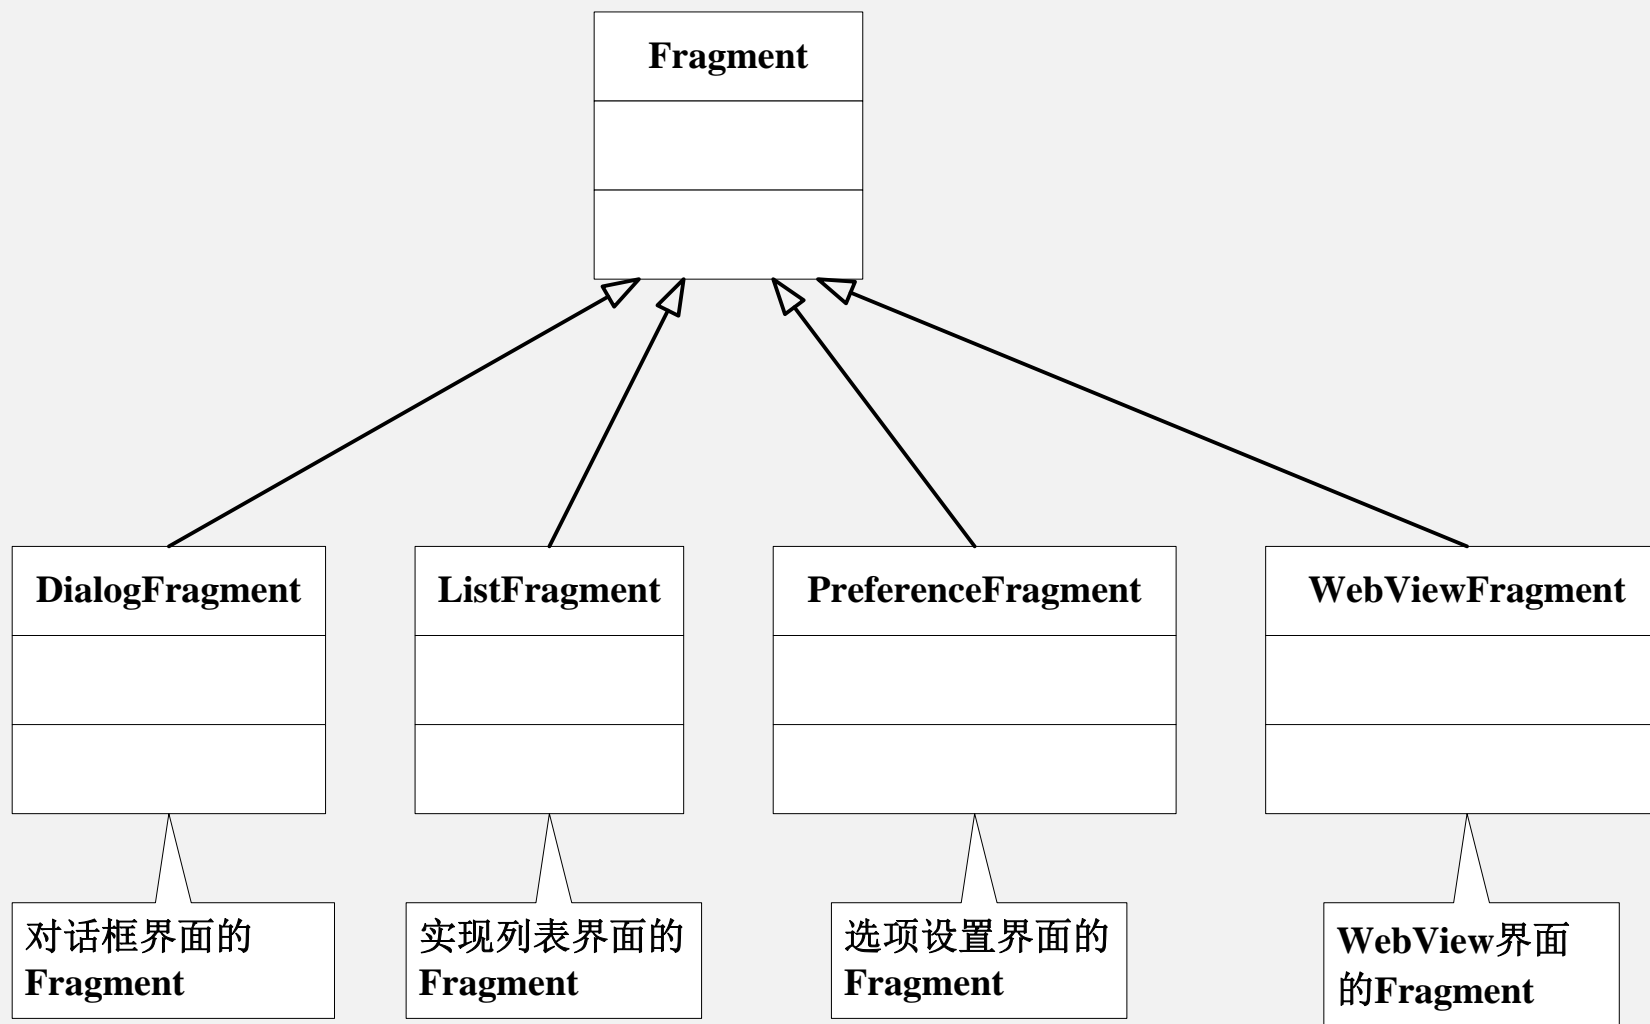 Fragment
DialogFragment
ListFragment
PreferenceFragment
WebViewFragment
对话框界面的
Fragment
实现列表界面的
Fragment
选项设置界面的
Fragment
WebView界面
的Fragment